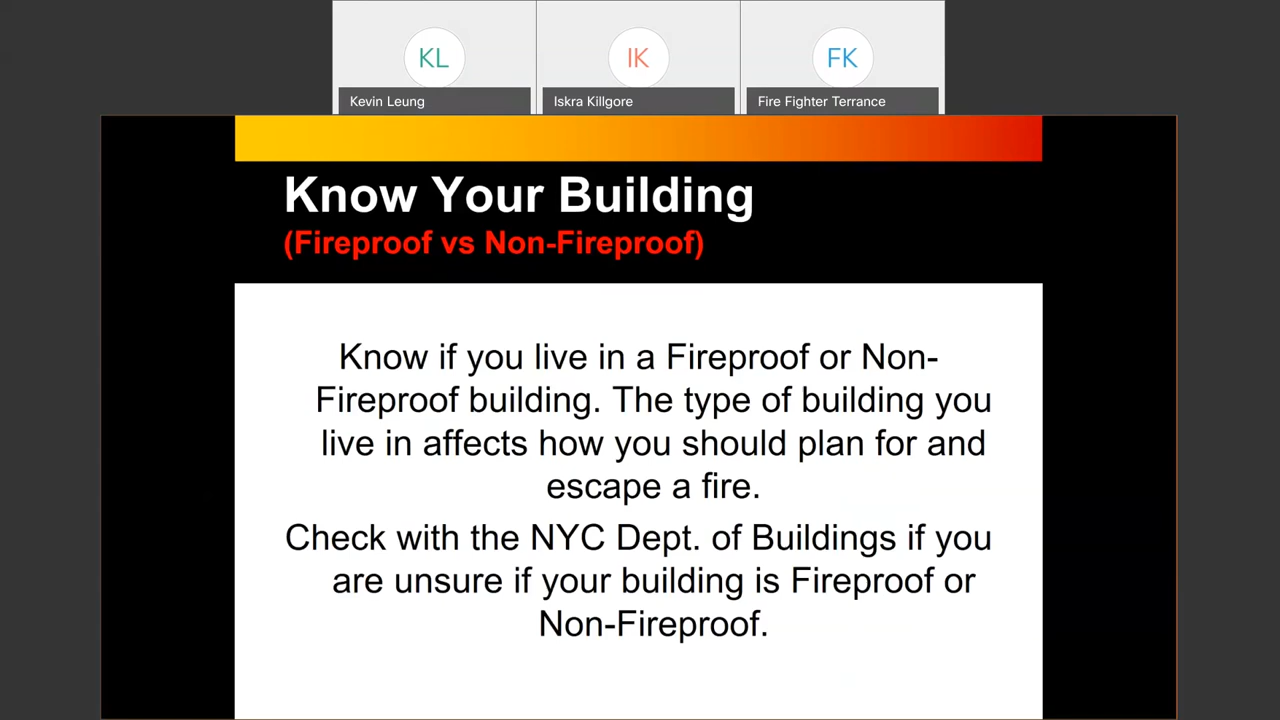 KL
IK
FK
Kevin Leung
Iskra Killgore
Fire Fighter Terrance
Know Your Building
(Fireproof vs Non-Fireproof)
Know if you live in a Fireproof or Non-
Fireproof building. The type of building you
live in affects how you should plan for and
escape a fire.
Check with the NYC Dept. of Buildings if you
are unsure if your building is Fireproof or
Non-Fireproof.